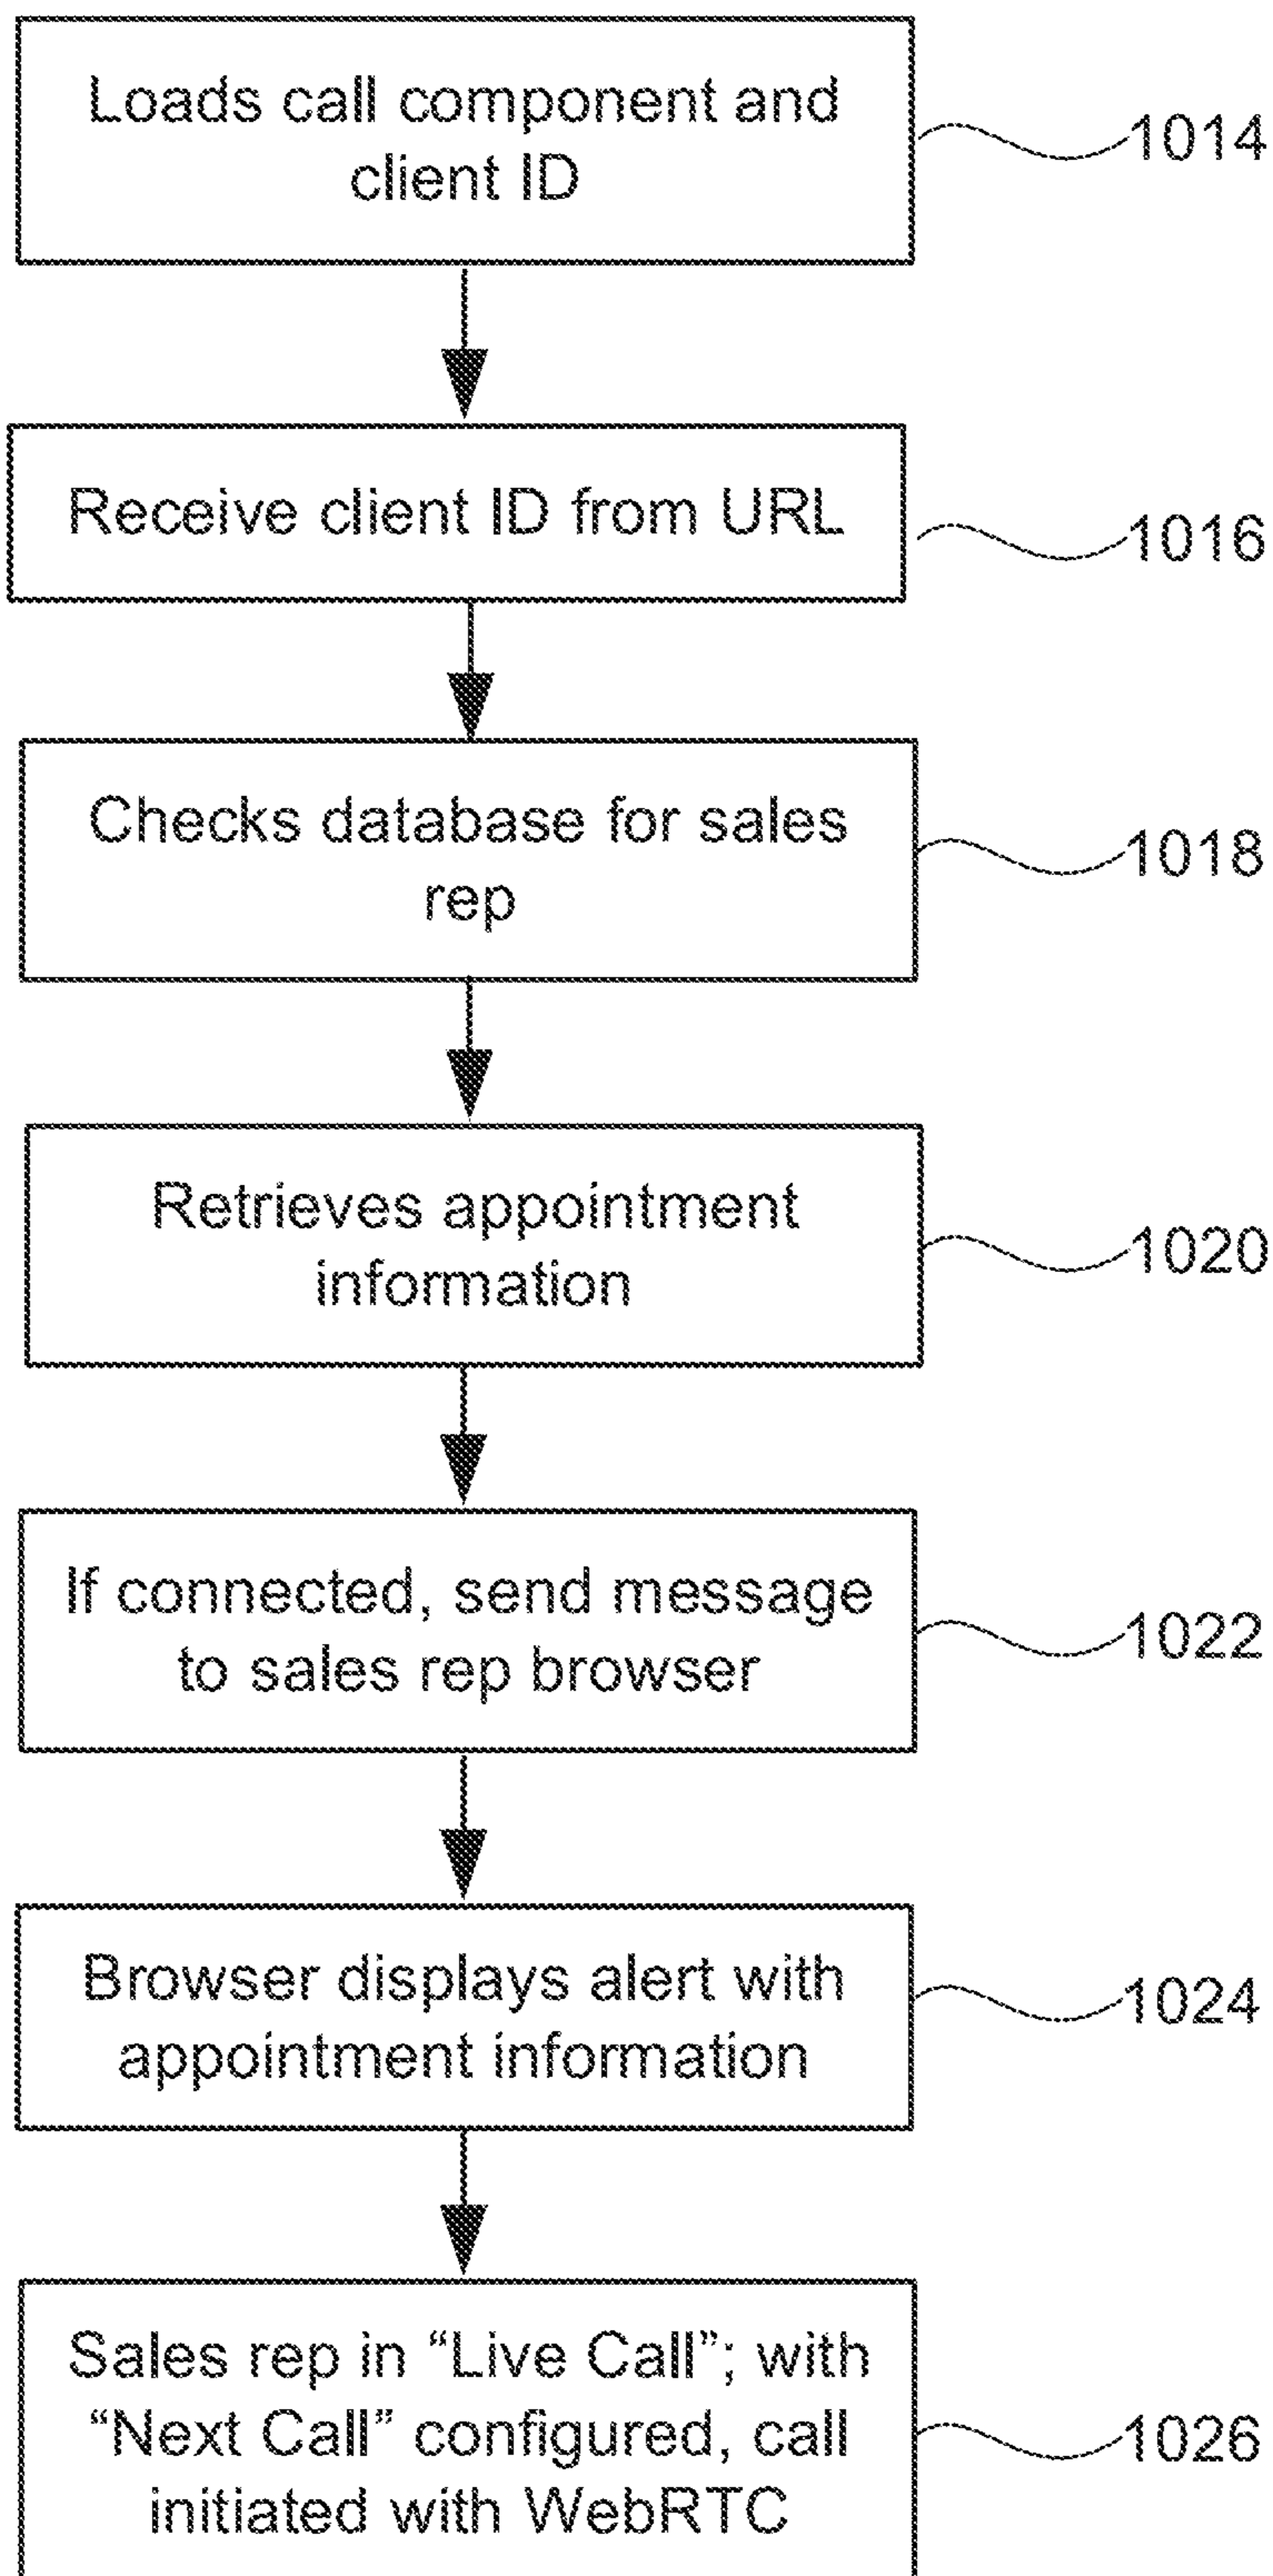 Loads call component and
client ID
1014
Receive client ID from URL
1016
Checks database for sales
rep
1018
Retrieves appointment
information
1020
If connected, send message
to sales rep browser
1022
Browser displays alert with
appointment information
1024
Sales rep in “Live Call”; with
“Next Call” configured, call
initiated with WebRTC
1026